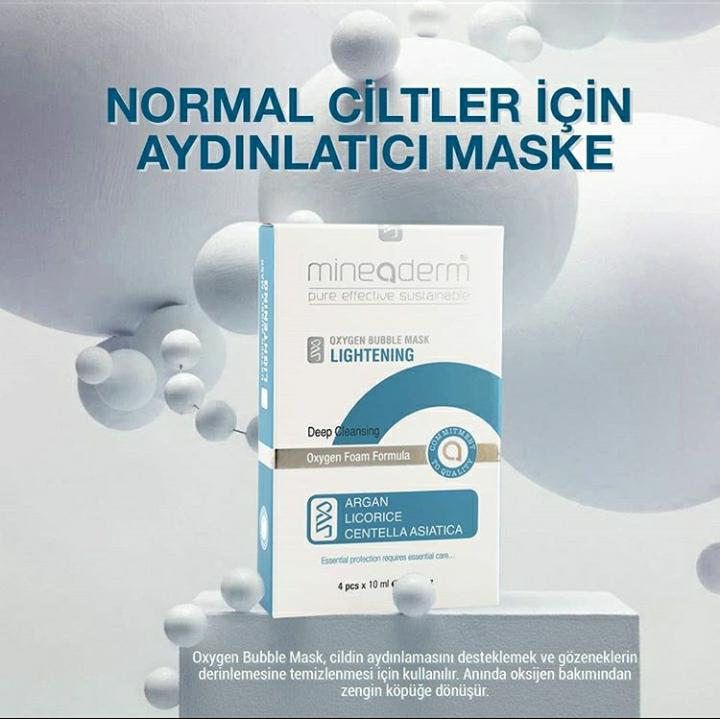 NORMAL CİLTLER İÇİN
AYDINLATICI MASKE
mineaderm
pure effective sustainable
OXYGEN BUBBLE MASK
LIGHTENING
Deep Cleansing
Oxygen Foam Formula
COMMITMENT
TO QUALITY
ARGAN
LICORICE
CENTELLA ASIATICA
Essential protection requires essential care...
4 pcs x 10 ml
LIGHTENING
Oxygen Bubble Mask, cildin aydınlamasını desteklemek ve gözeneklerin
derinlemesine temizlenmesi için kullanılır. Anında oksijen bakımından
zengin köpüğe dönüşür.